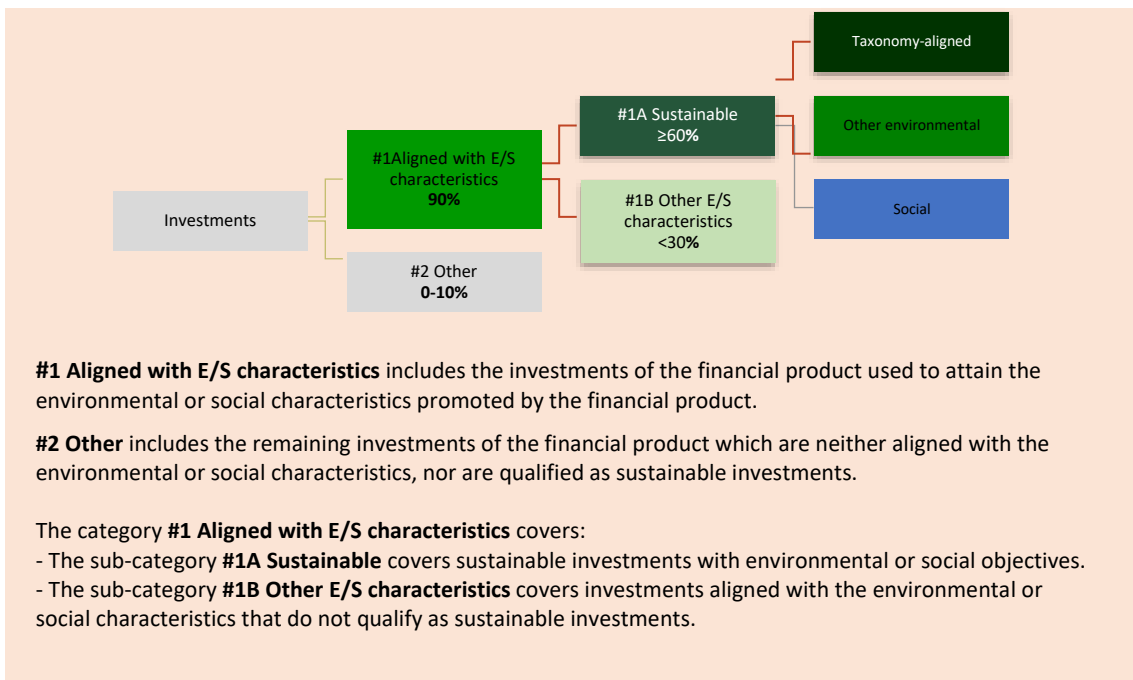 Taxonomy-aligned
#1A Sustainable
≥60%
Other environmental
#1Aligned with E/S
characteristics
90%
#1B Other E/S
characteristics
<30%
Social
Investments
#2 Other
0-10%
#1 Aligned with E/S characteristics includes the investments of the financial product used to attain the
environmental or social characteristics promoted by the financial product.
#2 Other includes the remaining investments of the financial product which are neither aligned with the
environmental or social characteristics, nor are qualified as sustainable investments.
The category #1 Aligned with E/S characteristics covers:
- The sub-category #1A Sustainable covers sustainable investments with environmental or social objectives.
- The sub-category #1B Other E/S characteristics covers investments aligned with the environmental or
social characteristics that do not qualify as sustainable investments.